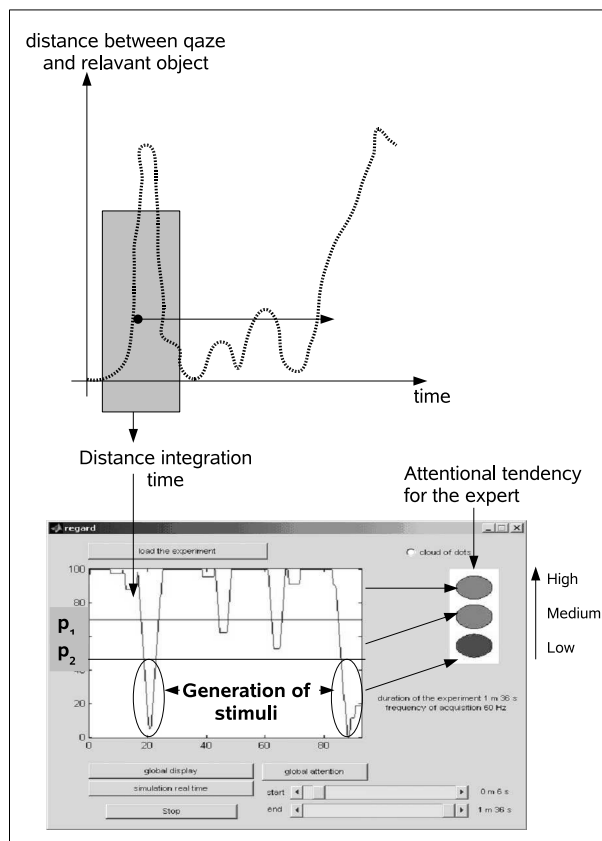 distance between qaze
and relavant object
time
Distance integration
time
Attentional tendency
for the expert
regard
load the experiment
cloud of dots
100
80
60
40
20
0
p1
p2
0
20
40
60
80
Generation of
stimuli
High
Medium
Low
duration of the experiment 1 m 36 s
frequency of acquisition 60 Hz
global display
global attention
simulation real time
start
0 m 6 s
Stop
end
1 m 36 s